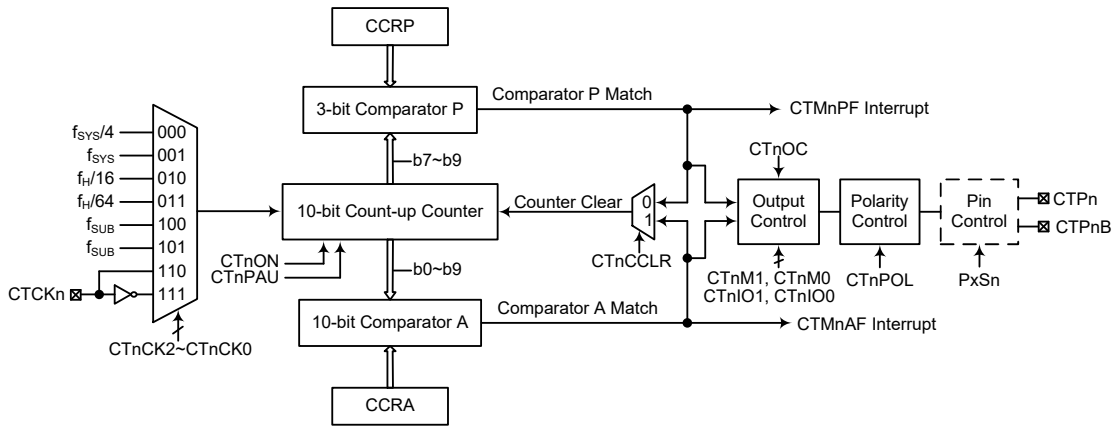 CCRP
3-bit Comparator P
Comparator P Match
CTMnPF Interrupt
b7~b9
fSYS/4
000
fSYS
001
fH/16
010
fH/64
011
fSUB
100
fSUB
101
110
CTCKn
111
CTnCK2~CTnCK0
10-bit Count-up Counter
CTnON
CTnPAU
Counter Clear
0
1
CTnCCLR
CTnOC
Output
Control
CTnM1, CTnM0
CTnIO1, CTnIO0
Polarity
Control
CTnPOL
Pin
Control
PxSn
CTPn
CTPnB
b0~b9
10-bit Comparator A
Comparator A Match
CTMnAF Interrupt
CCRA